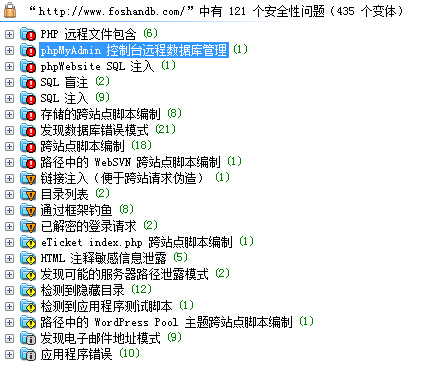 “http://www.foshandb.com/”中有 121 个安全性问题（435 个变体）
PHP 远程文件包含 (6)
phpMyAdmin 控制台远程数据库管理 (1)
phpWebsite SQL 注入 (1)
SQL 盲注 (2)
SQL 注入 (9)
存储的跨站点脚本编制 (8)
发现数据库错误模式 (21)
跨站点脚本编制 (18)
路径中的 WebSVN 跨站点脚本编制 (1)
链接注入（便于跨站请求伪造） (1)
目录列表 (2)
通过框架钓鱼 (8)
已解密的登录请求 (2)
eTicket index.php 跨站点脚本编制 (1)
HTML 注释敏感信息泄露 (5)
发现可能的服务器路径泄露模式 (2)
检测到隐藏目录 (12)
检测到应用程序测试脚本 (1)
路径中的 WordPress Pool 主题跨站点脚本编制 (1)
发现电子邮件地址模式 (9)
应用程序错误 (10)